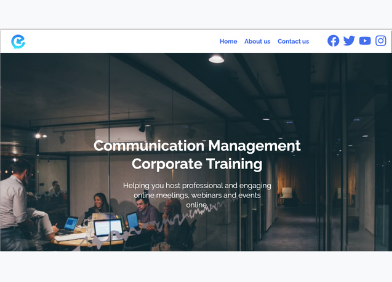 Home About us Contact us
Communication Management
Corporate Training
Helping you host professional and engaging
online meetings, webinars and events
online